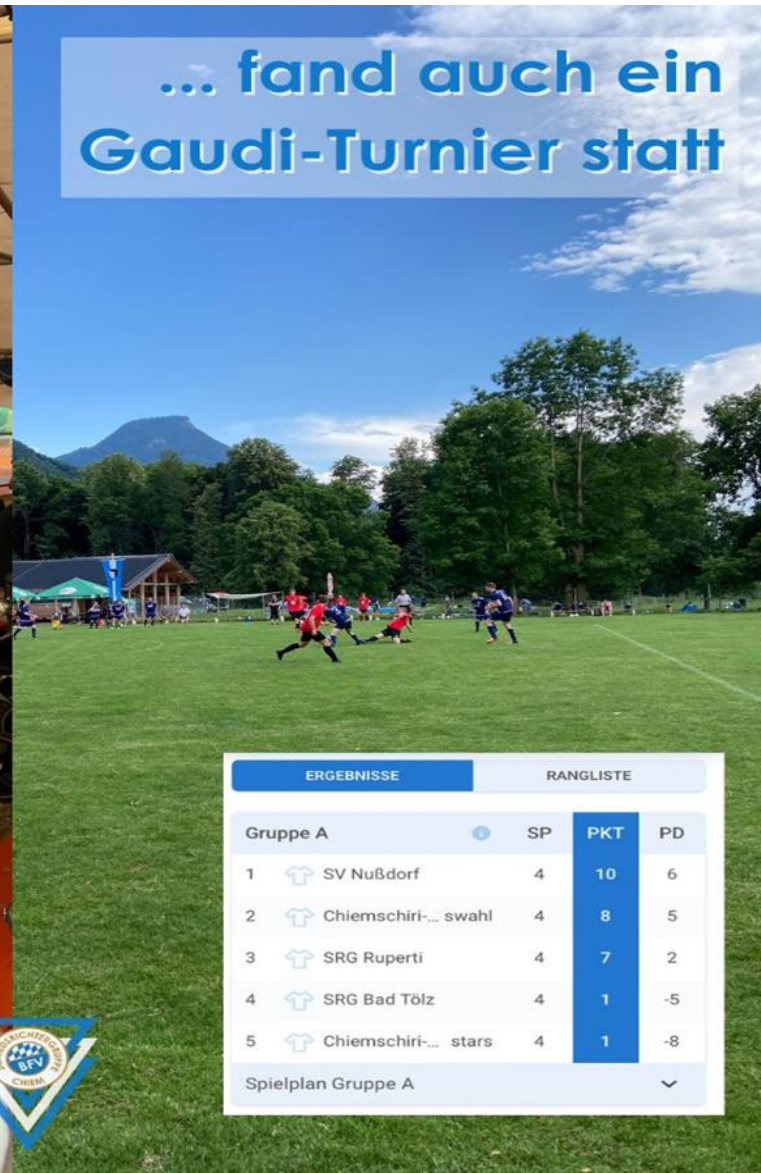 ... fand auch ein
Gaudi-Turnier statt
ERGEBNISSE RANGLISTE
Gruppe A SP PKT PD
1 SV Nußdorf 4 10 6
2 Chiemschiri-... swahl 4 8 5
3 SRG Ruperti 4 7 2
4 SRG Bad Tölz 4 1 -5
5 Chiemschiri-... stars 4 1 -8
Spielplan Gruppe A
BFV
CHIEM